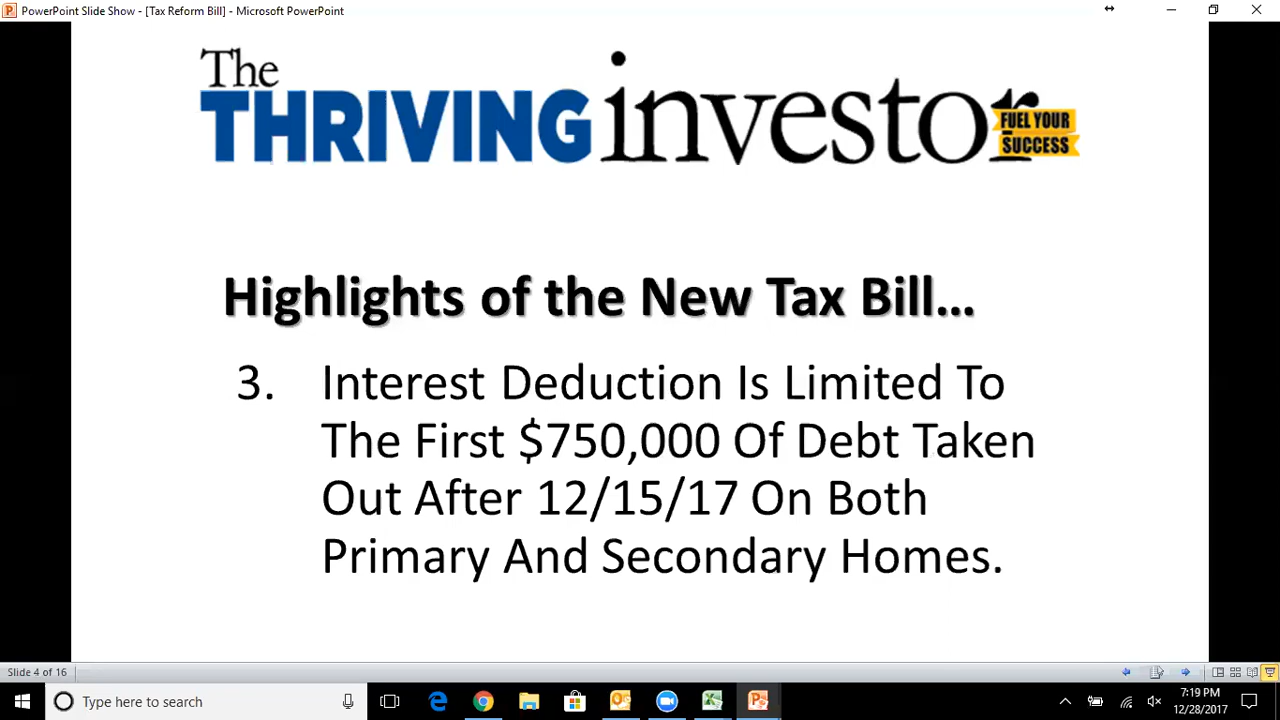 PowerPoint Slide Show - [Tax Reform Bill] - Microsoft PowerPoint
The
THRIVING investor
FUEL YOUR
SUCCESS
Highlights of the New Tax Bill...
3. Interest Deduction Is Limited To
The First $750,000 Of Debt Taken
Out After 12/15/17 On Both
Primary And Secondary Homes.
Slide 4 of 16
Type here to search
7:19 PM
12/28/2017